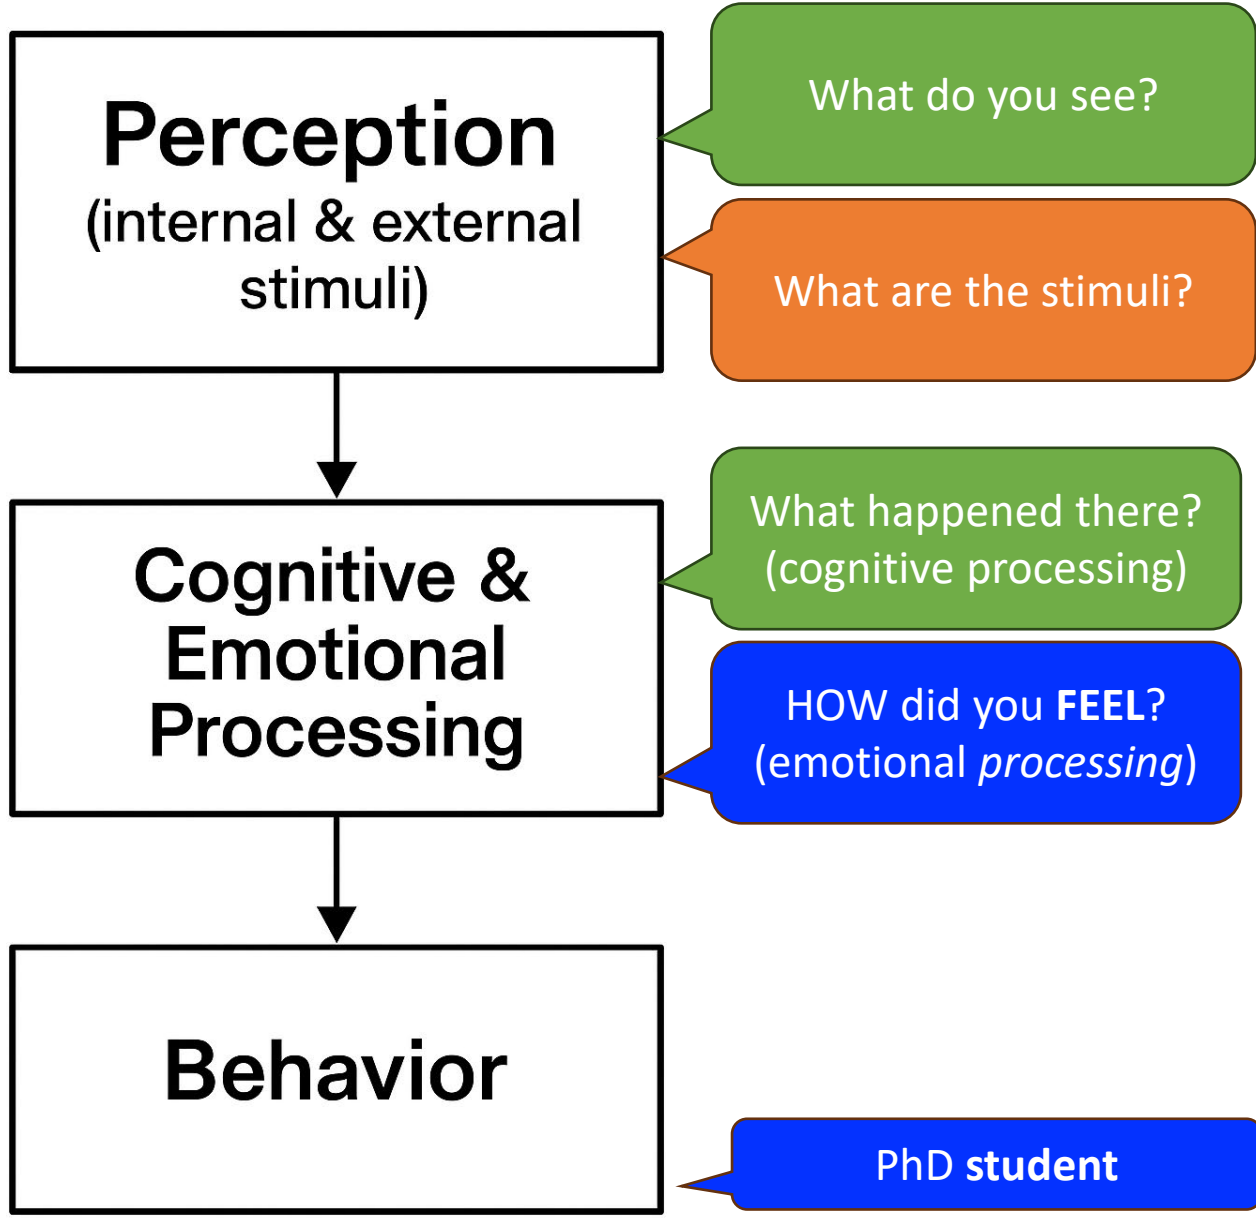 Perception
(internal & external
stimuli)
What do you see?
What are the stimuli?
Cognitive &
Emotional
Processing
What happened there?
(cognitive processing)
HOW did you FEEL?
(emotional processing)
Behavior
PhD student